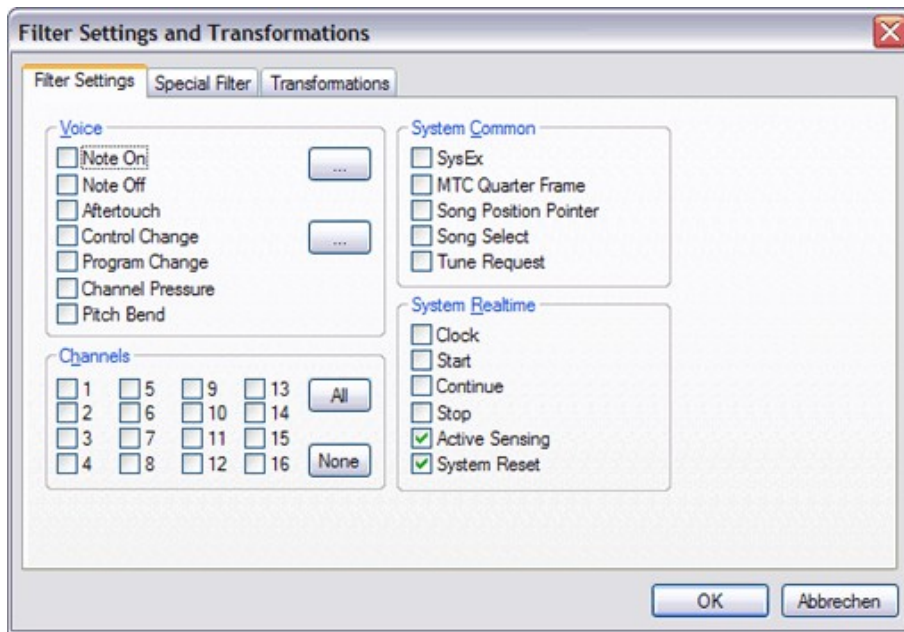 Filter Settings and Transformations
Filter Settings
Special Filter
Transformations
Voice
Note On
...
Note Off
Aftertouch
Control Change
...
Program Change
Channel Pressure
Pitch Bend
Channels
1 5 9 13
All
2 6 10 14
3 7 11 15
4 8 12 16
None
System Common
SysEx
MTC Quarter Frame
Song Position Pointer
Song Select
Tune Request
System Realtime
Clock
Start
Continue
Stop
Active Sensing
System Reset
OK
Abbrechen